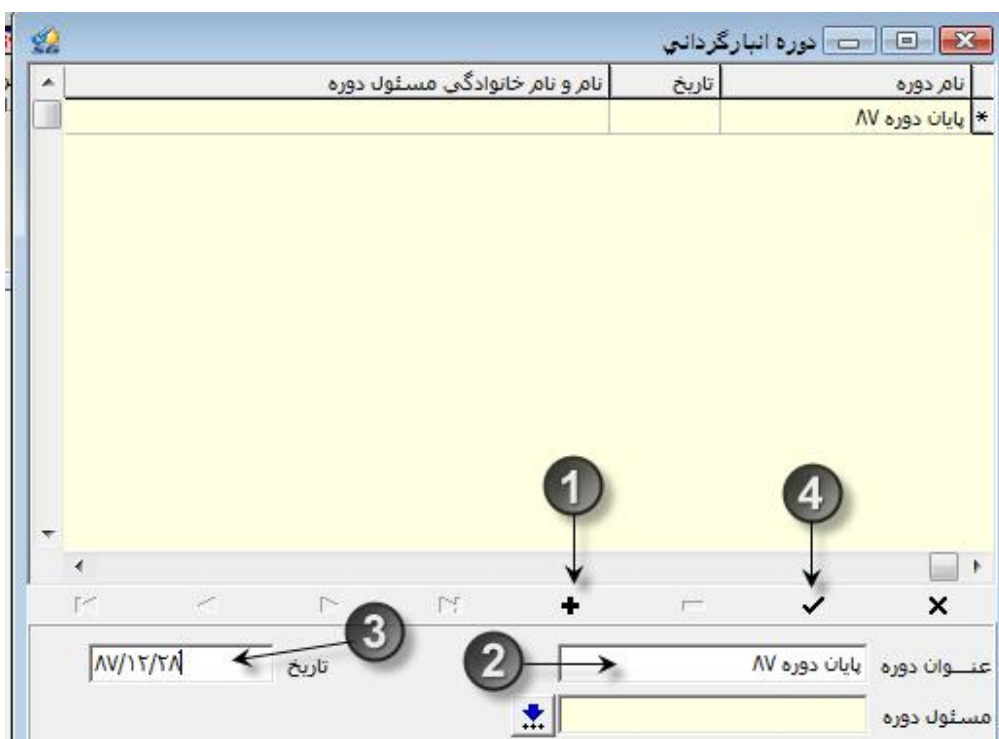 دوره انبارگرداني
نام دوره تاریخ نام و نام خانوادگی مسئول دوره
* پایان دوره ۸۷
1 4
3
عنــوان دوره پایان دوره ۸۷ 2 تاریخ ۸۷/۱۲/۲۸
مسئول دوره